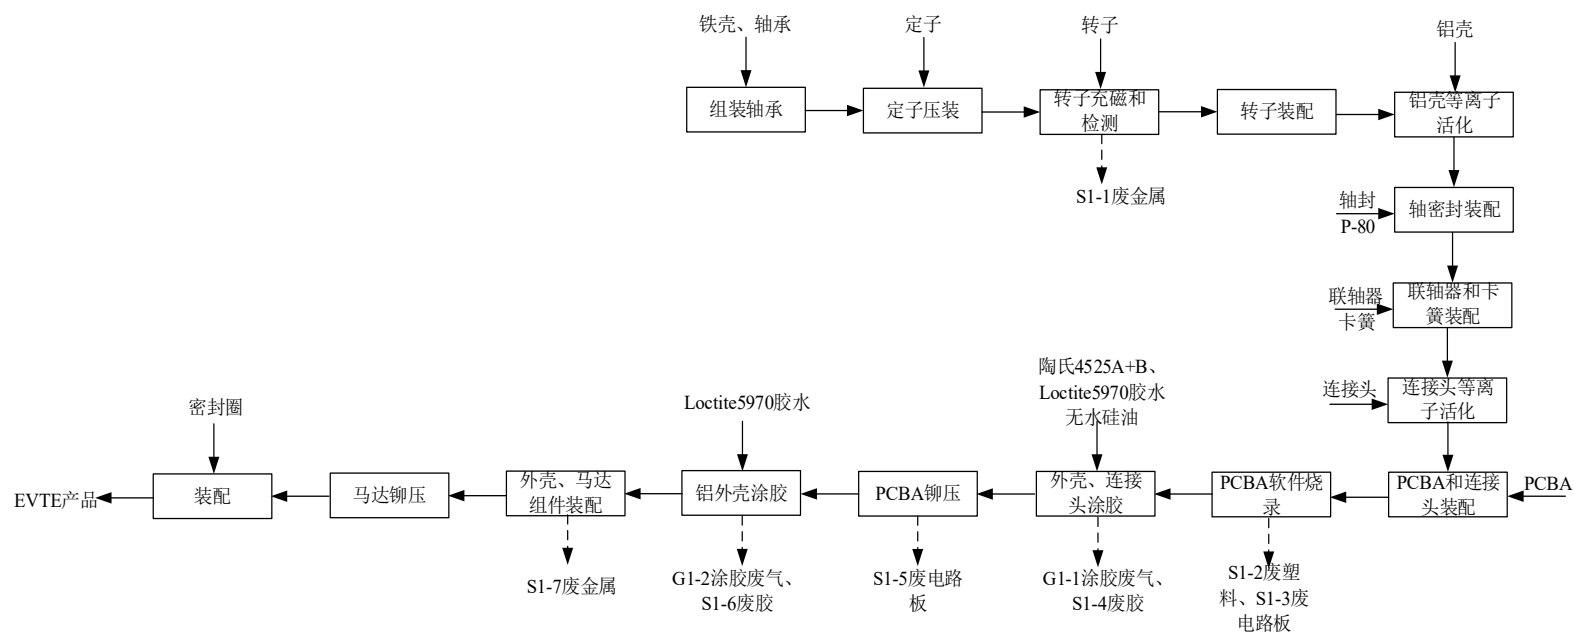 铁壳、轴承
定子
转子
铝壳
组装轴承
定子压装
转子充磁和
检测
转子装配
铝壳等离子
活化
S1-1废金属
轴封
P-80
轴密封装配
联轴器
卡簧
联轴器和卡
簧装配
陶氏4525A+B、
Loctite5970胶水
无水硅油
连接头
连接头等离
子活化
密封圈
Loctite5970胶水
EVTE产品
装配
马达铆压
外壳、马达
组件装配
铝外壳涂胶
PCBA铆压
外壳、连接
头涂胶
PCBA软件烧
录
PCBA和连接
头装配
PCBA
S1-7废金属
G1-2涂胶废气、
S1-6废胶
S1-5废电路
板
G1-1涂胶废气、
S1-4废胶
S1-2废塑
料、S1-3废
电路板